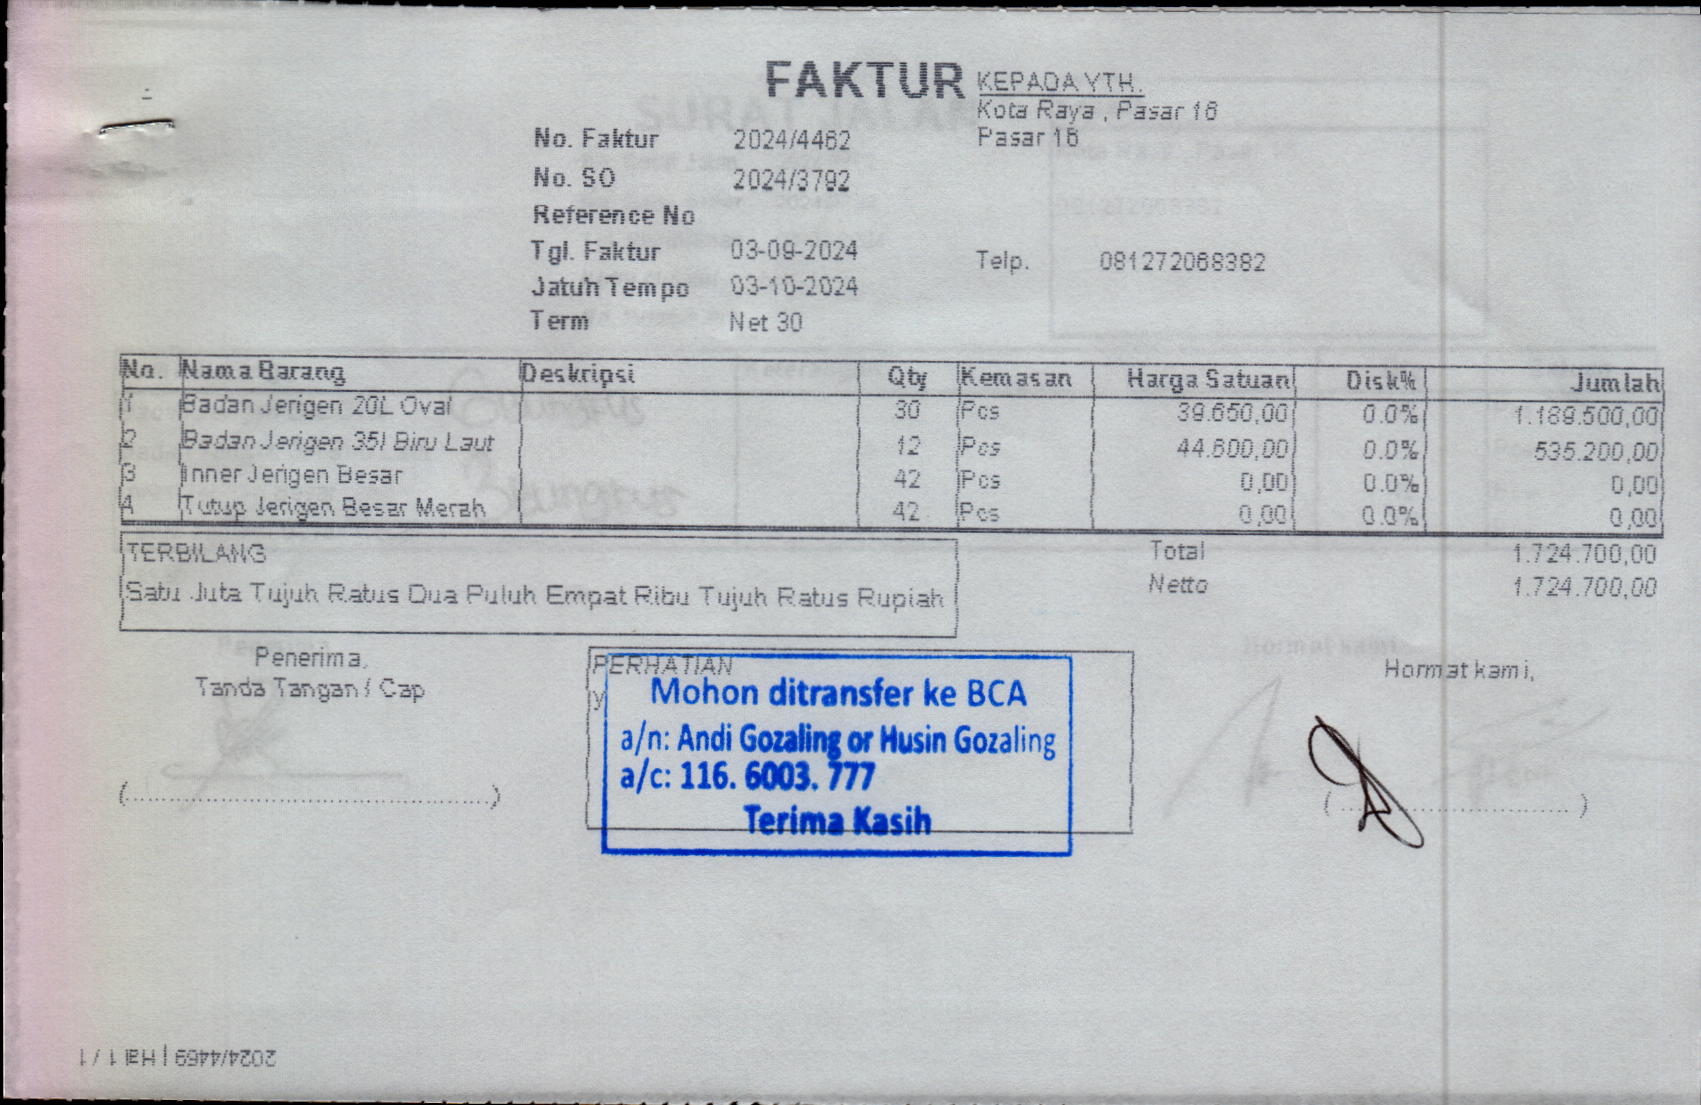 FAKTUR
KEPADA YTH.
Kota Raya , Pasar 16
Pasar 16
No. Faktur 2024/4462
No. SO 2024/3792
Reference No
Tgl. Faktur 03-09-2024
Telp. 081272068382
Jatuh Tempo 03-10-2024
Term Net 30
No. Nama Barang Deskripsi Qty Kemasan Harga Satuan Disk% Jumlah
1 Badan Jerigen 20L Oval 30 Pcs 39.650,00 0.0% 1.189.500,00
2 Badan Jerigen 35l Biru Laut 12 Pcs 44.600,00 0.0% 535.200,00
3 Inner Jerigen Besar 42 Pcs 0,00 0.0% 0,00
4 Tutup Jerigen Besar Merah 42 Pcs 0,00 0.0% 0,00
TERBILANG
Satu Juta Tujuh Ratus Dua Puluh Empat Ribu Tujuh Ratus Rupiah
Total 1.724.700,00
Netto 1.724.700,00
Penerima,
Tanda Tangan / Cap
PERHATIAN
y
Mohon ditransfer ke BCA
a/n: Andi Gozaling or Husin Gozaling
a/c: 116. 6003. 777
Terima Kasih
Hormat kami,
2024/4469 | Hal 1 / 1